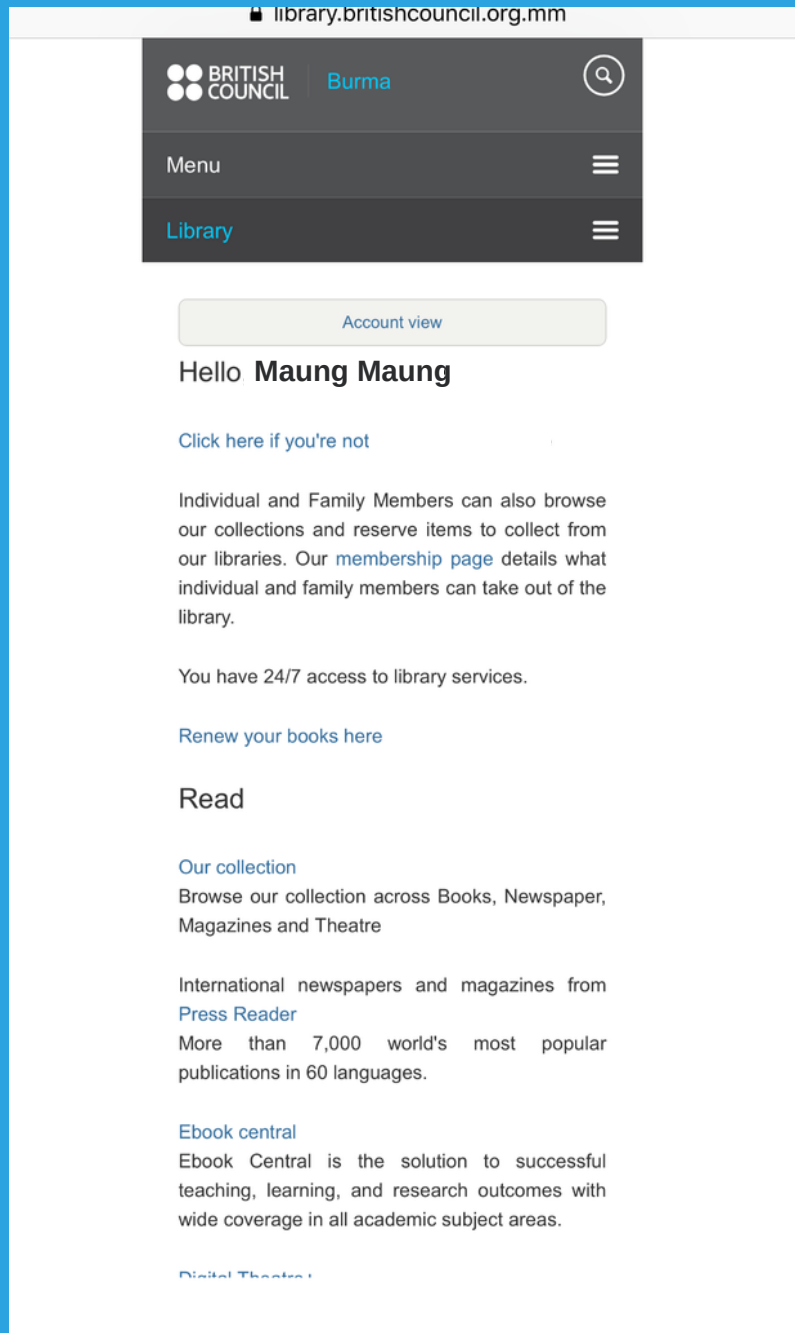 library.britishcouncil.org.mm
BRITISH
COUNCIL
Burma
Menu
Library
Account view
Hello Maung Maung
Click here if you're not
Individual and Family Members can also browse
our collections and reserve items to collect from
our libraries. Our membership page details what
individual and family members can take out of the
library.
You have 24/7 access to library services.
Renew your books here
Read
Our collection
Browse our collection across Books, Newspaper,
Magazines and Theatre
International newspapers and magazines from
Press Reader
More than 7,000 world's most popular
publications in 60 languages.
Ebook central
Ebook Central is the solution to successful
teaching, learning, and research outcomes with
wide coverage in all academic subject areas.
Digital Theatre+